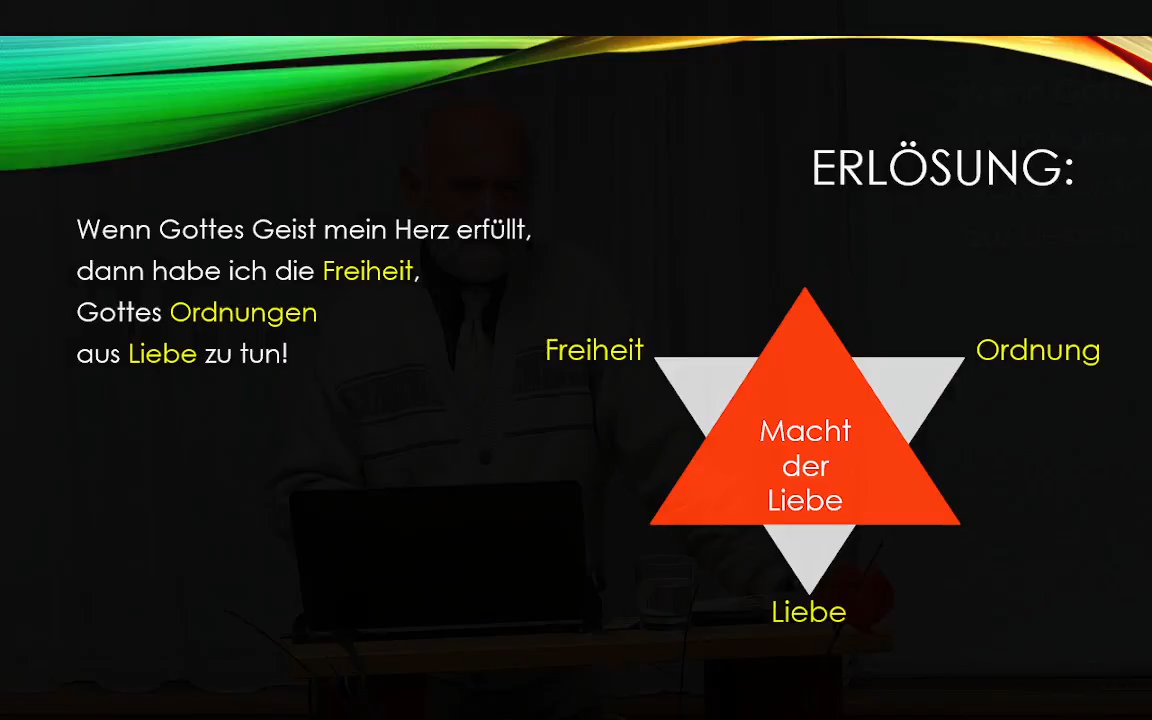 ERLÖSUNG:
Wenn Gottes Geist mein Herz erfüllt,
dann habe ich die Freiheit,
Gottes Ordnungen
aus Liebe zu tun!
Freiheit
Ordnung
Macht
der
Liebe
Liebe